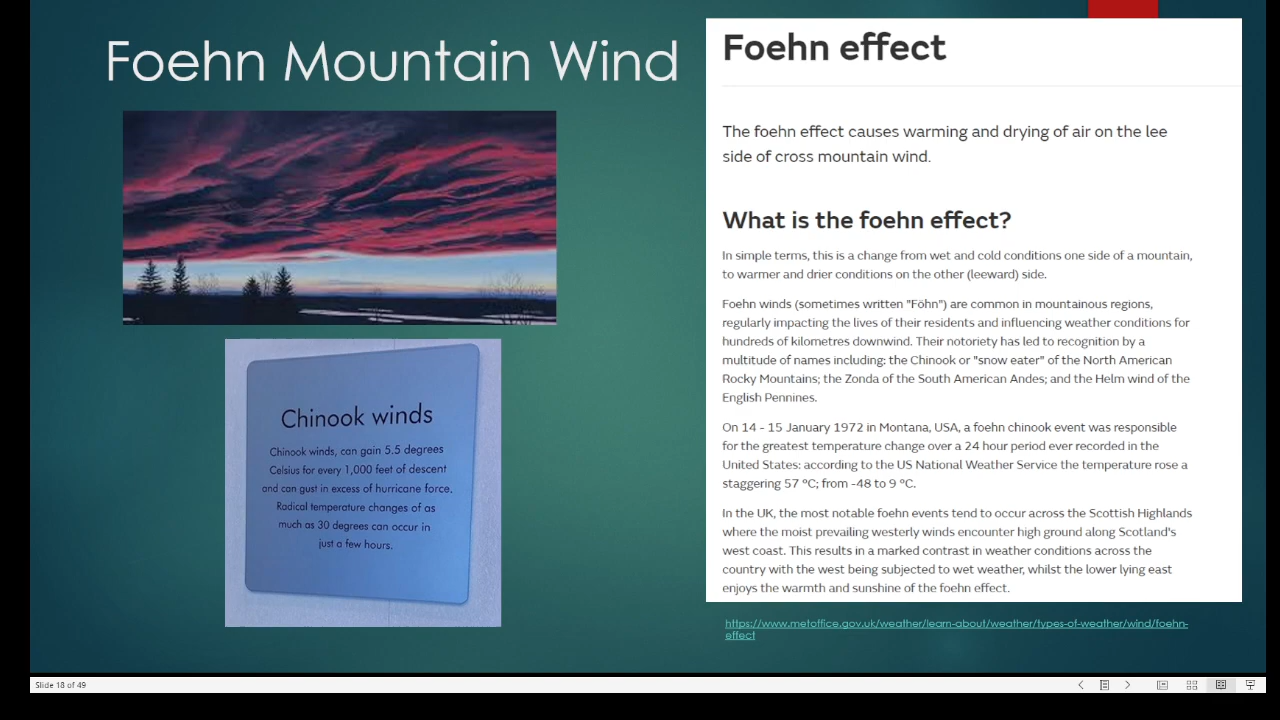 Foehn Mountain Wind
Chinook winds
Chinook winds, can gain 5.5 degrees
Celsius for every 1,000 feet of descent
and can gust in excess of hurricane force.
Radical temperature changes of as
much as 30 degrees can occur in
just a few hours.
Foehn effect
The foehn effect causes warming and drying of air on the lee
side of cross mountain wind.
What is the foehn effect?
In simple terms, this is a change from wet and cold conditions one side of a mountain,
to warmer and drier conditions on the other (leeward) side.
Foehn winds (sometimes written "Föhn") are common in mountainous regions,
regularly impacting the lives of their residents and influencing weather conditions for
hundreds of kilometres downwind. Their notoriety has led to recognition by a
multitude of names including: the Chinook or "snow eater" of the North American
Rocky Mountains; the Zonda of the South American Andes; and the Helm wind of the
English Pennines.
On 14 - 15 January 1972 in Montana, USA, a foehn chinook event was responsible
for the greatest temperature change over a 24 hour period ever recorded in the
United States: according to the US National Weather Service the temperature rose a
staggering 57 °C; from -48 to 9 °C.
In the UK, the most notable foehn events tend to occur across the Scottish Highlands
where the moist prevailing westerly winds encounter high ground along Scotland's
west coast. This results in a marked contrast in weather conditions across the
country with the west being subjected to wet weather, whilst the lower lying east
enjoys the warmth and sunshine of the foehn effect.
https://www.metoffice.gov.uk/weather/learn-about/weather/types-of-weather/wind/foehn-
effect
Slide 18 of 49